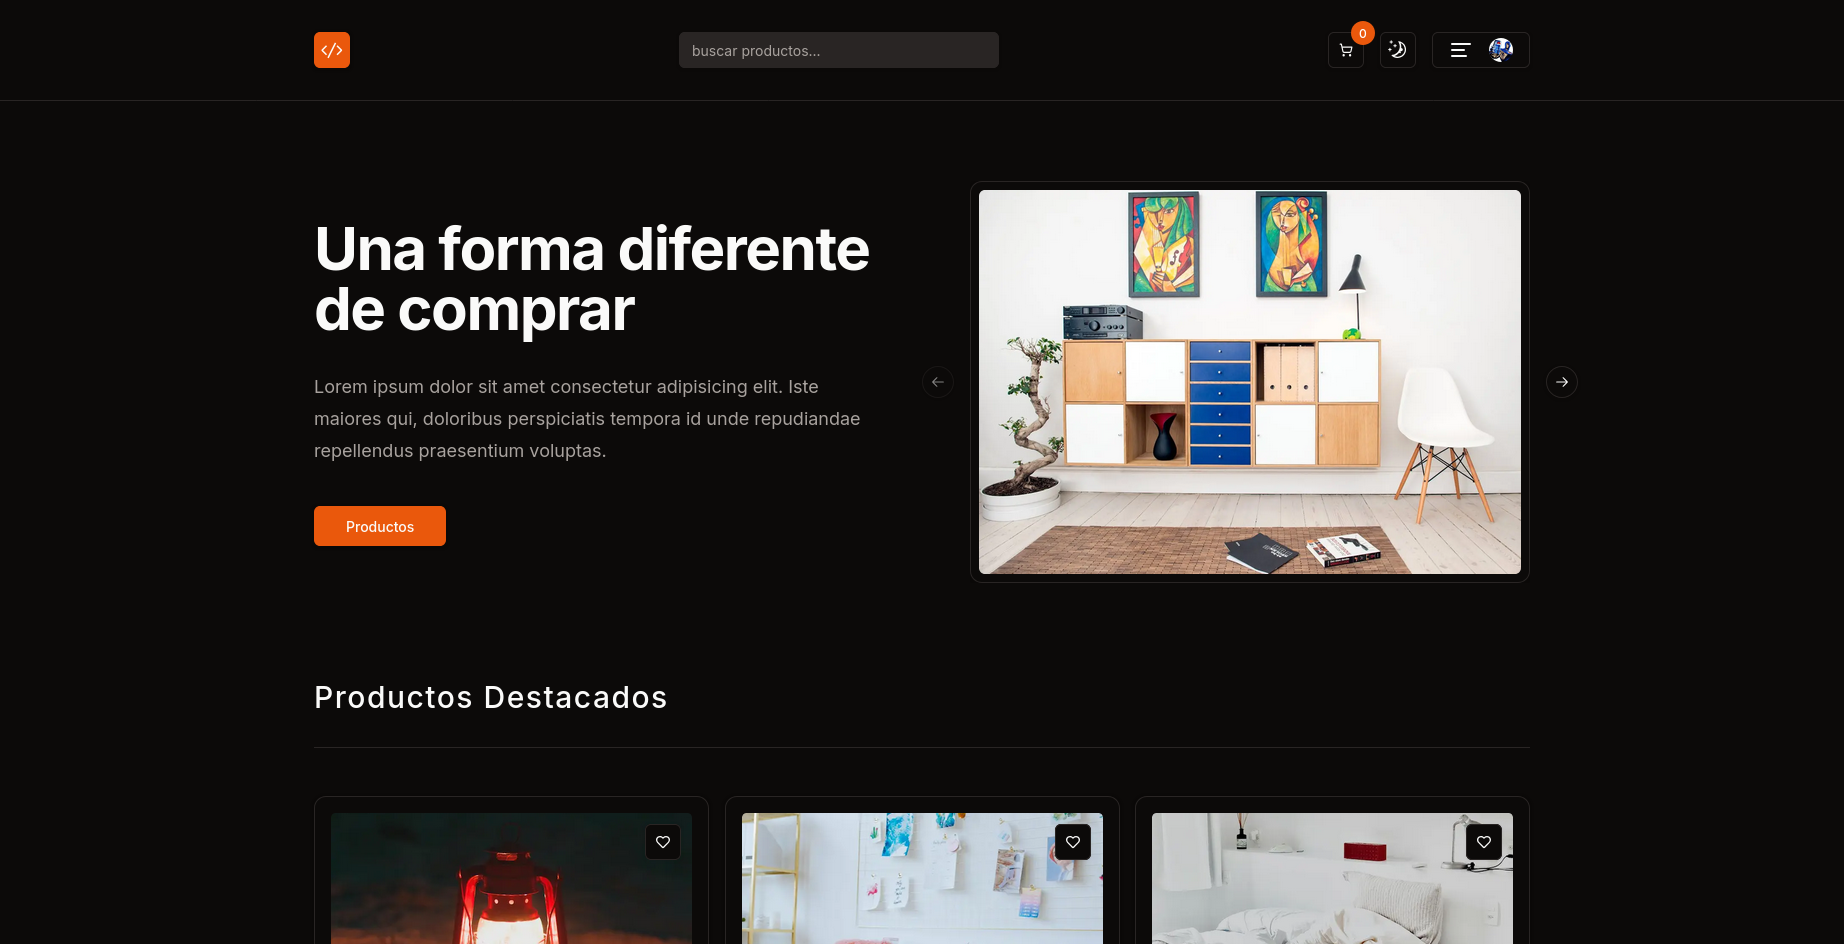 buscar productos...
0
Una forma diferente
de comprar
Lorem ipsum dolor sit amet consectetur adipisicing elit. Iste
maiores qui, doloribus perspiciatis tempora id unde repudiandae
repellendus praesentium voluptas.
Productos
Productos Destacados